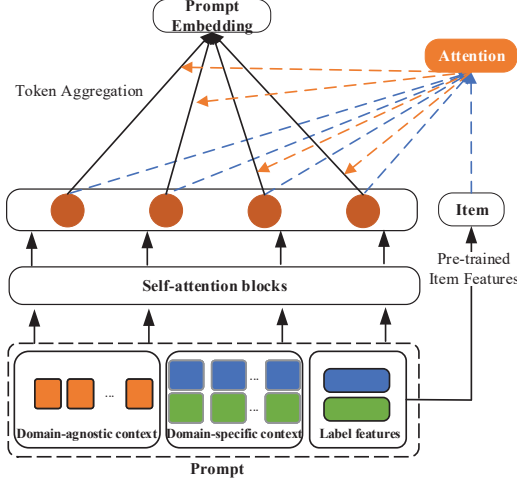 Prompt
Embedding
Attention
Token Aggregation
Item
Pre-trained
Item Features
Self-attention blocks
...
...
...
Domain-agnostic context
Domain-specific context
Label features
Prompt